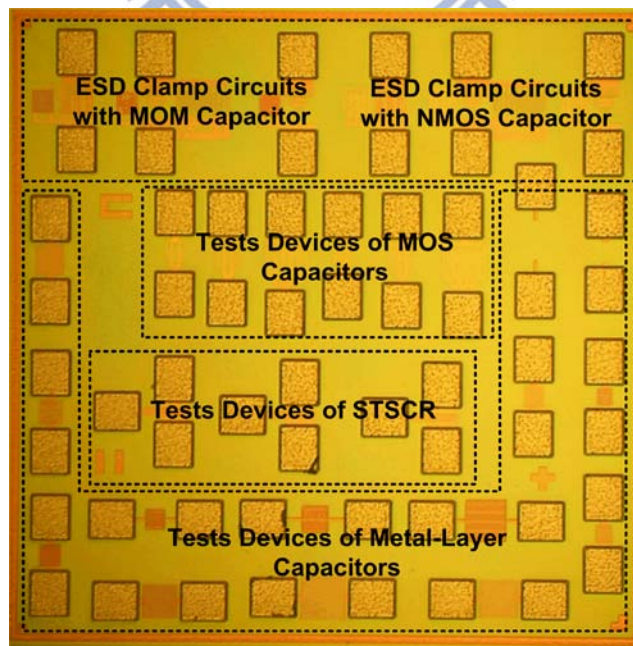 ESD Clamp Circuits
with MOM Capacitor
ESD Clamp Circuits
with NMOS Capacitor
Tests Devices of MOS
Capacitors
Tests Devices of STSCR
Tests Devices of Metal-Layer
Capacitors